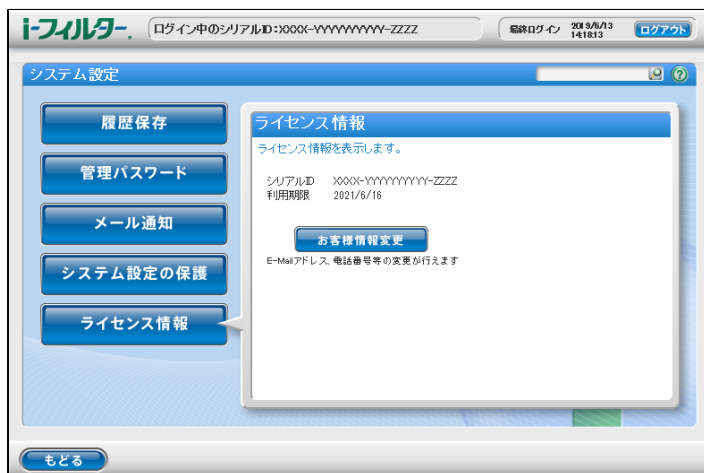 i-フィルター.
ログイン中のシリアルID:XXXX-YYYYYYYYYY-ZZZZ
最終ログイン 2019/6/13 14:18:13
ログアウト
システム設定
?
履歴保存
管理パスワード
メール通知
システム設定の保護
ライセンス情報
ライセンス情報
ライセンス情報を表示します。
シリアルID XXXX-YYYYYYYYYY-ZZZZ
利用期限 2021/6/16
お客様情報変更
E-Mailアドレス、電話番号等の変更が行えます
もどる